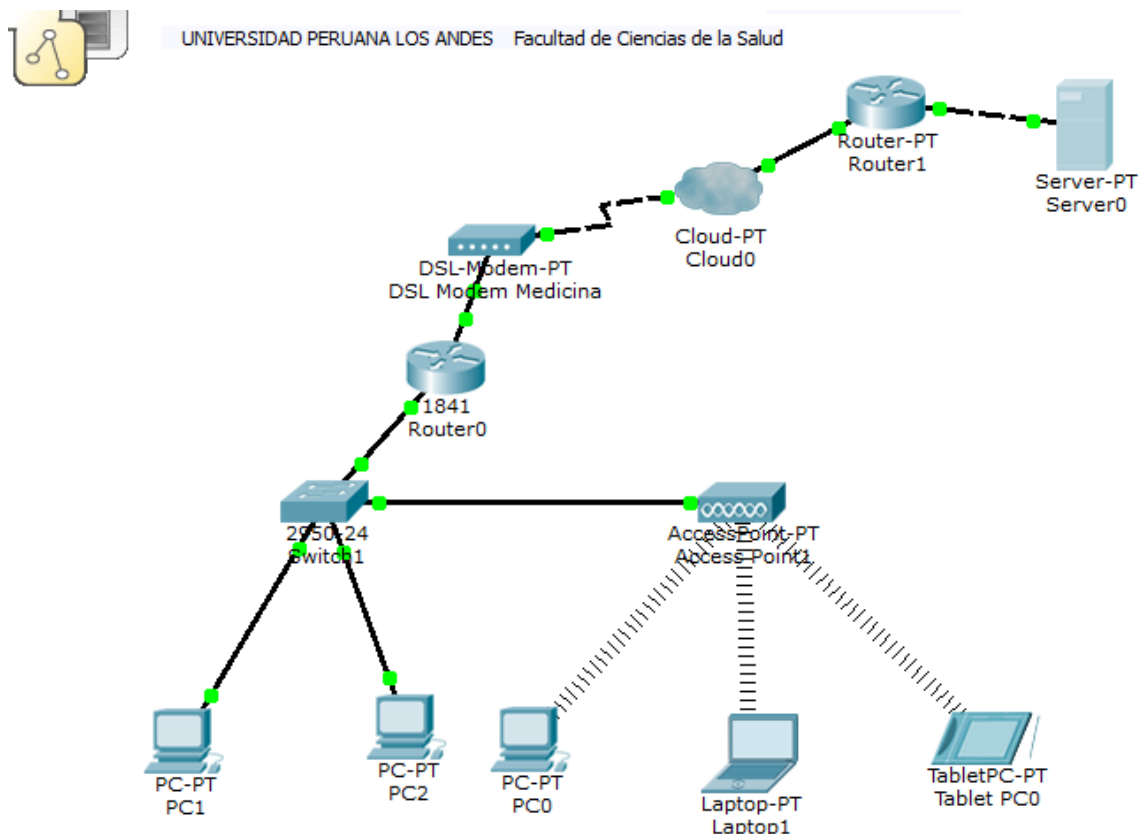 UNIVERSIDAD PERUANA LOS ANDES Facultad de Ciencias de la Salud
Router-PT
Router1
Server-PT
Server0
Cloud-PT
Cloud0
DSL-Modem-PT
DSL Modem Medicina
1841
Router0
2950-24
Switch1
AccessPoint-PT
Access Point1
PC-PT
PC1
PC-PT
PC2
PC-PT
PC0
Laptop-PT
Laptop1
TabletPC-PT
Tablet PC0